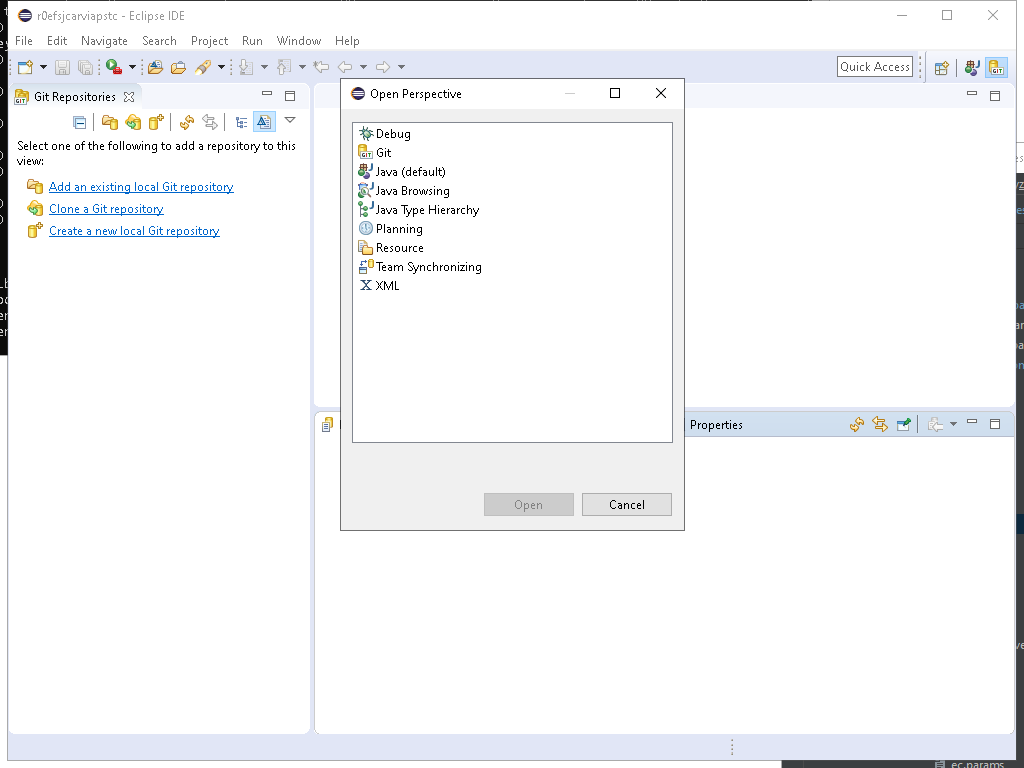 r0efsjcarviapstc - Eclipse IDE
File Edit Navigate Search Project Run Window Help
Quick Access
GIT
Git Repositories
Select one of the following to add a repository to this
view:
Add an existing local Git repository
Clone a Git repository
Create a new local Git repository
Open Perspective
Debug
Git
Java (default)
Java Browsing
Java Type Hierarchy
Planning
Resource
Team Synchronizing
XML
Open Cancel
Properties
ec.params